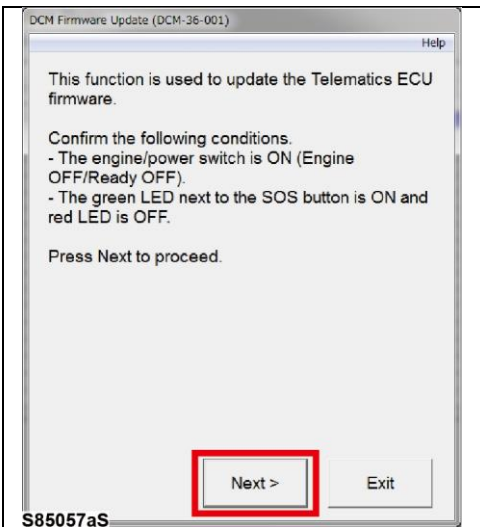 DCM Firmware Update (DCM-36-001)
Help
This function is used to update the Telematics ECU
firmware.
Confirm the following conditions.
- The engine/power switch is ON (Engine
OFF/Ready OFF).
- The green LED next to the SOS button is ON and
red LED is OFF.
Press Next to proceed.
Next >
Exit
S85057aS